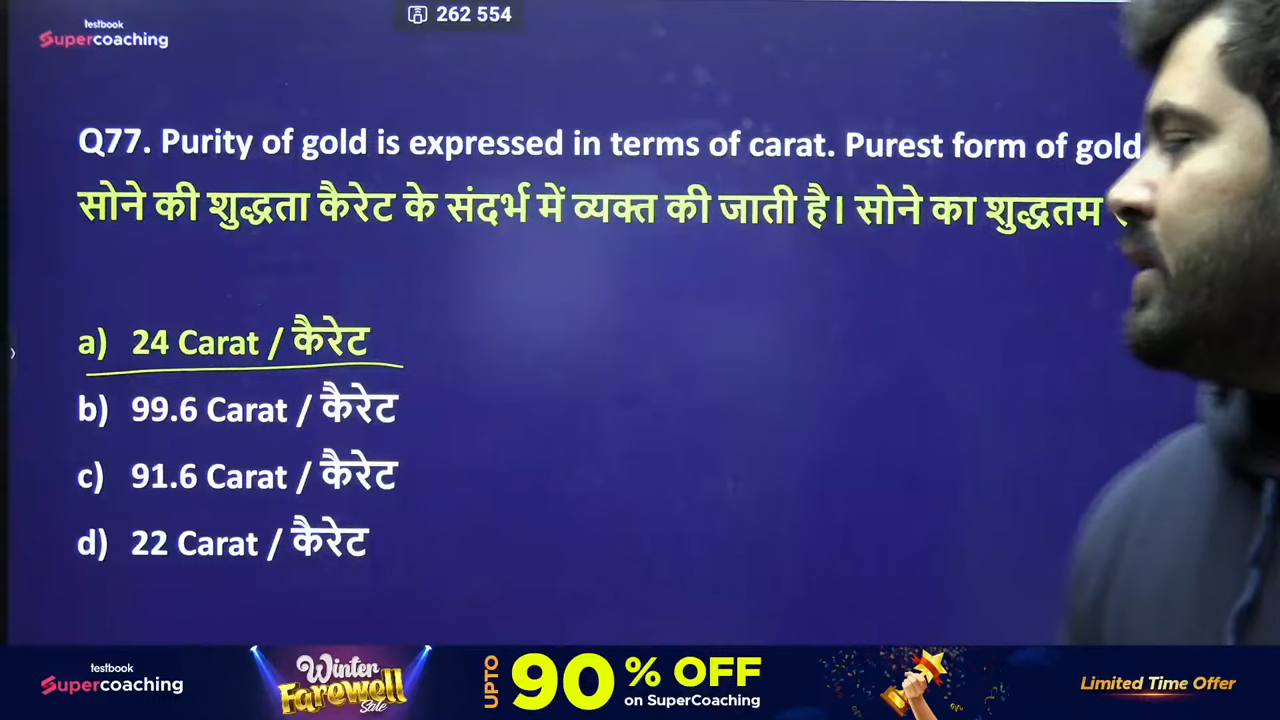 testbook
Supercoaching
262 554
Q77. Purity of gold is expressed in terms of carat. Purest form of gold
सोने की शुद्धता कैरेट के संदर्भ में व्यक्त की जाती है। सोने का शुद्धतम
a) 24 Carat / कैरेट
b) 99.6 Carat / कैरेट
c) 91.6 Carat / कैरेट
d) 22 Carat / कैरेट
testbook
Supercoaching
Winter
Farewell
Sale
UPTO
90% OFF
on SuperCoaching
Limited Time Offer